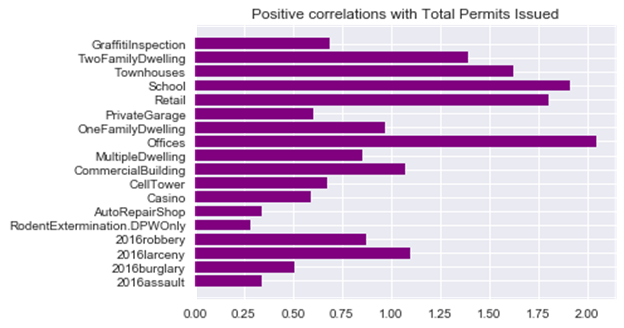 Positive correlations with Total Permits Issued
GraffitiInspection
TwoFamilyDwelling
Townhouses
School
Retail
PrivateGarage
OneFamilyDwelling
Offices
MultipleDwelling
CommercialBuilding
CellTower
Casino
AutoRepairShop
RodentExtermination.DPWOnly
2016robbery
2016larceny
2016burglary
2016assault
0.00 0.25 0.50 0.75 1.00 1.25 1.50 1.75 2.00